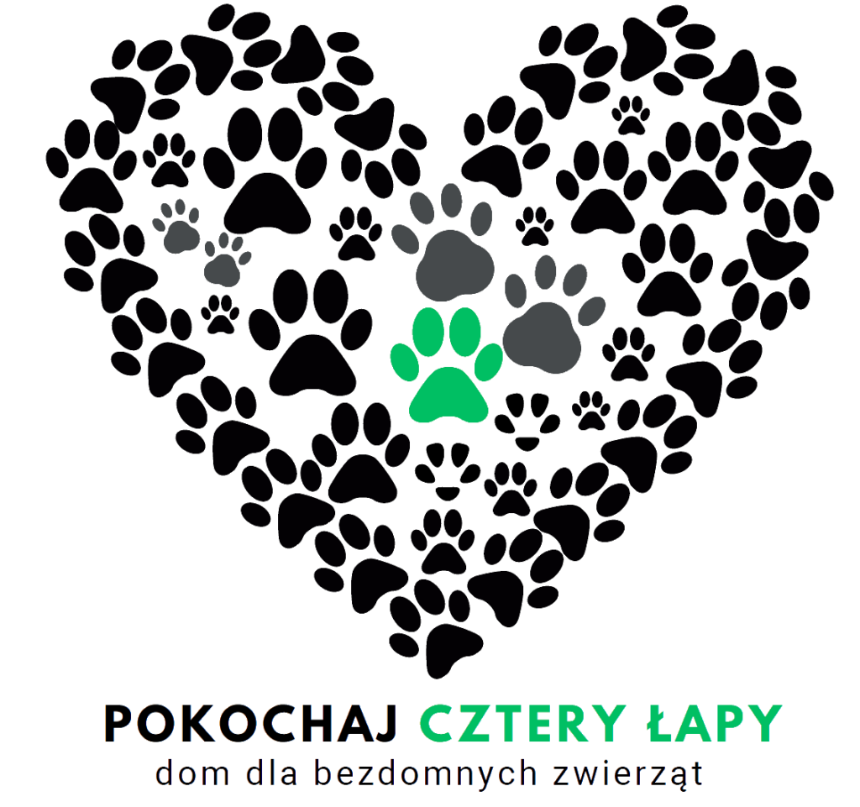 POKOCHAJ CZTERY ŁAPY
dom dla bezdomnych zwierząt